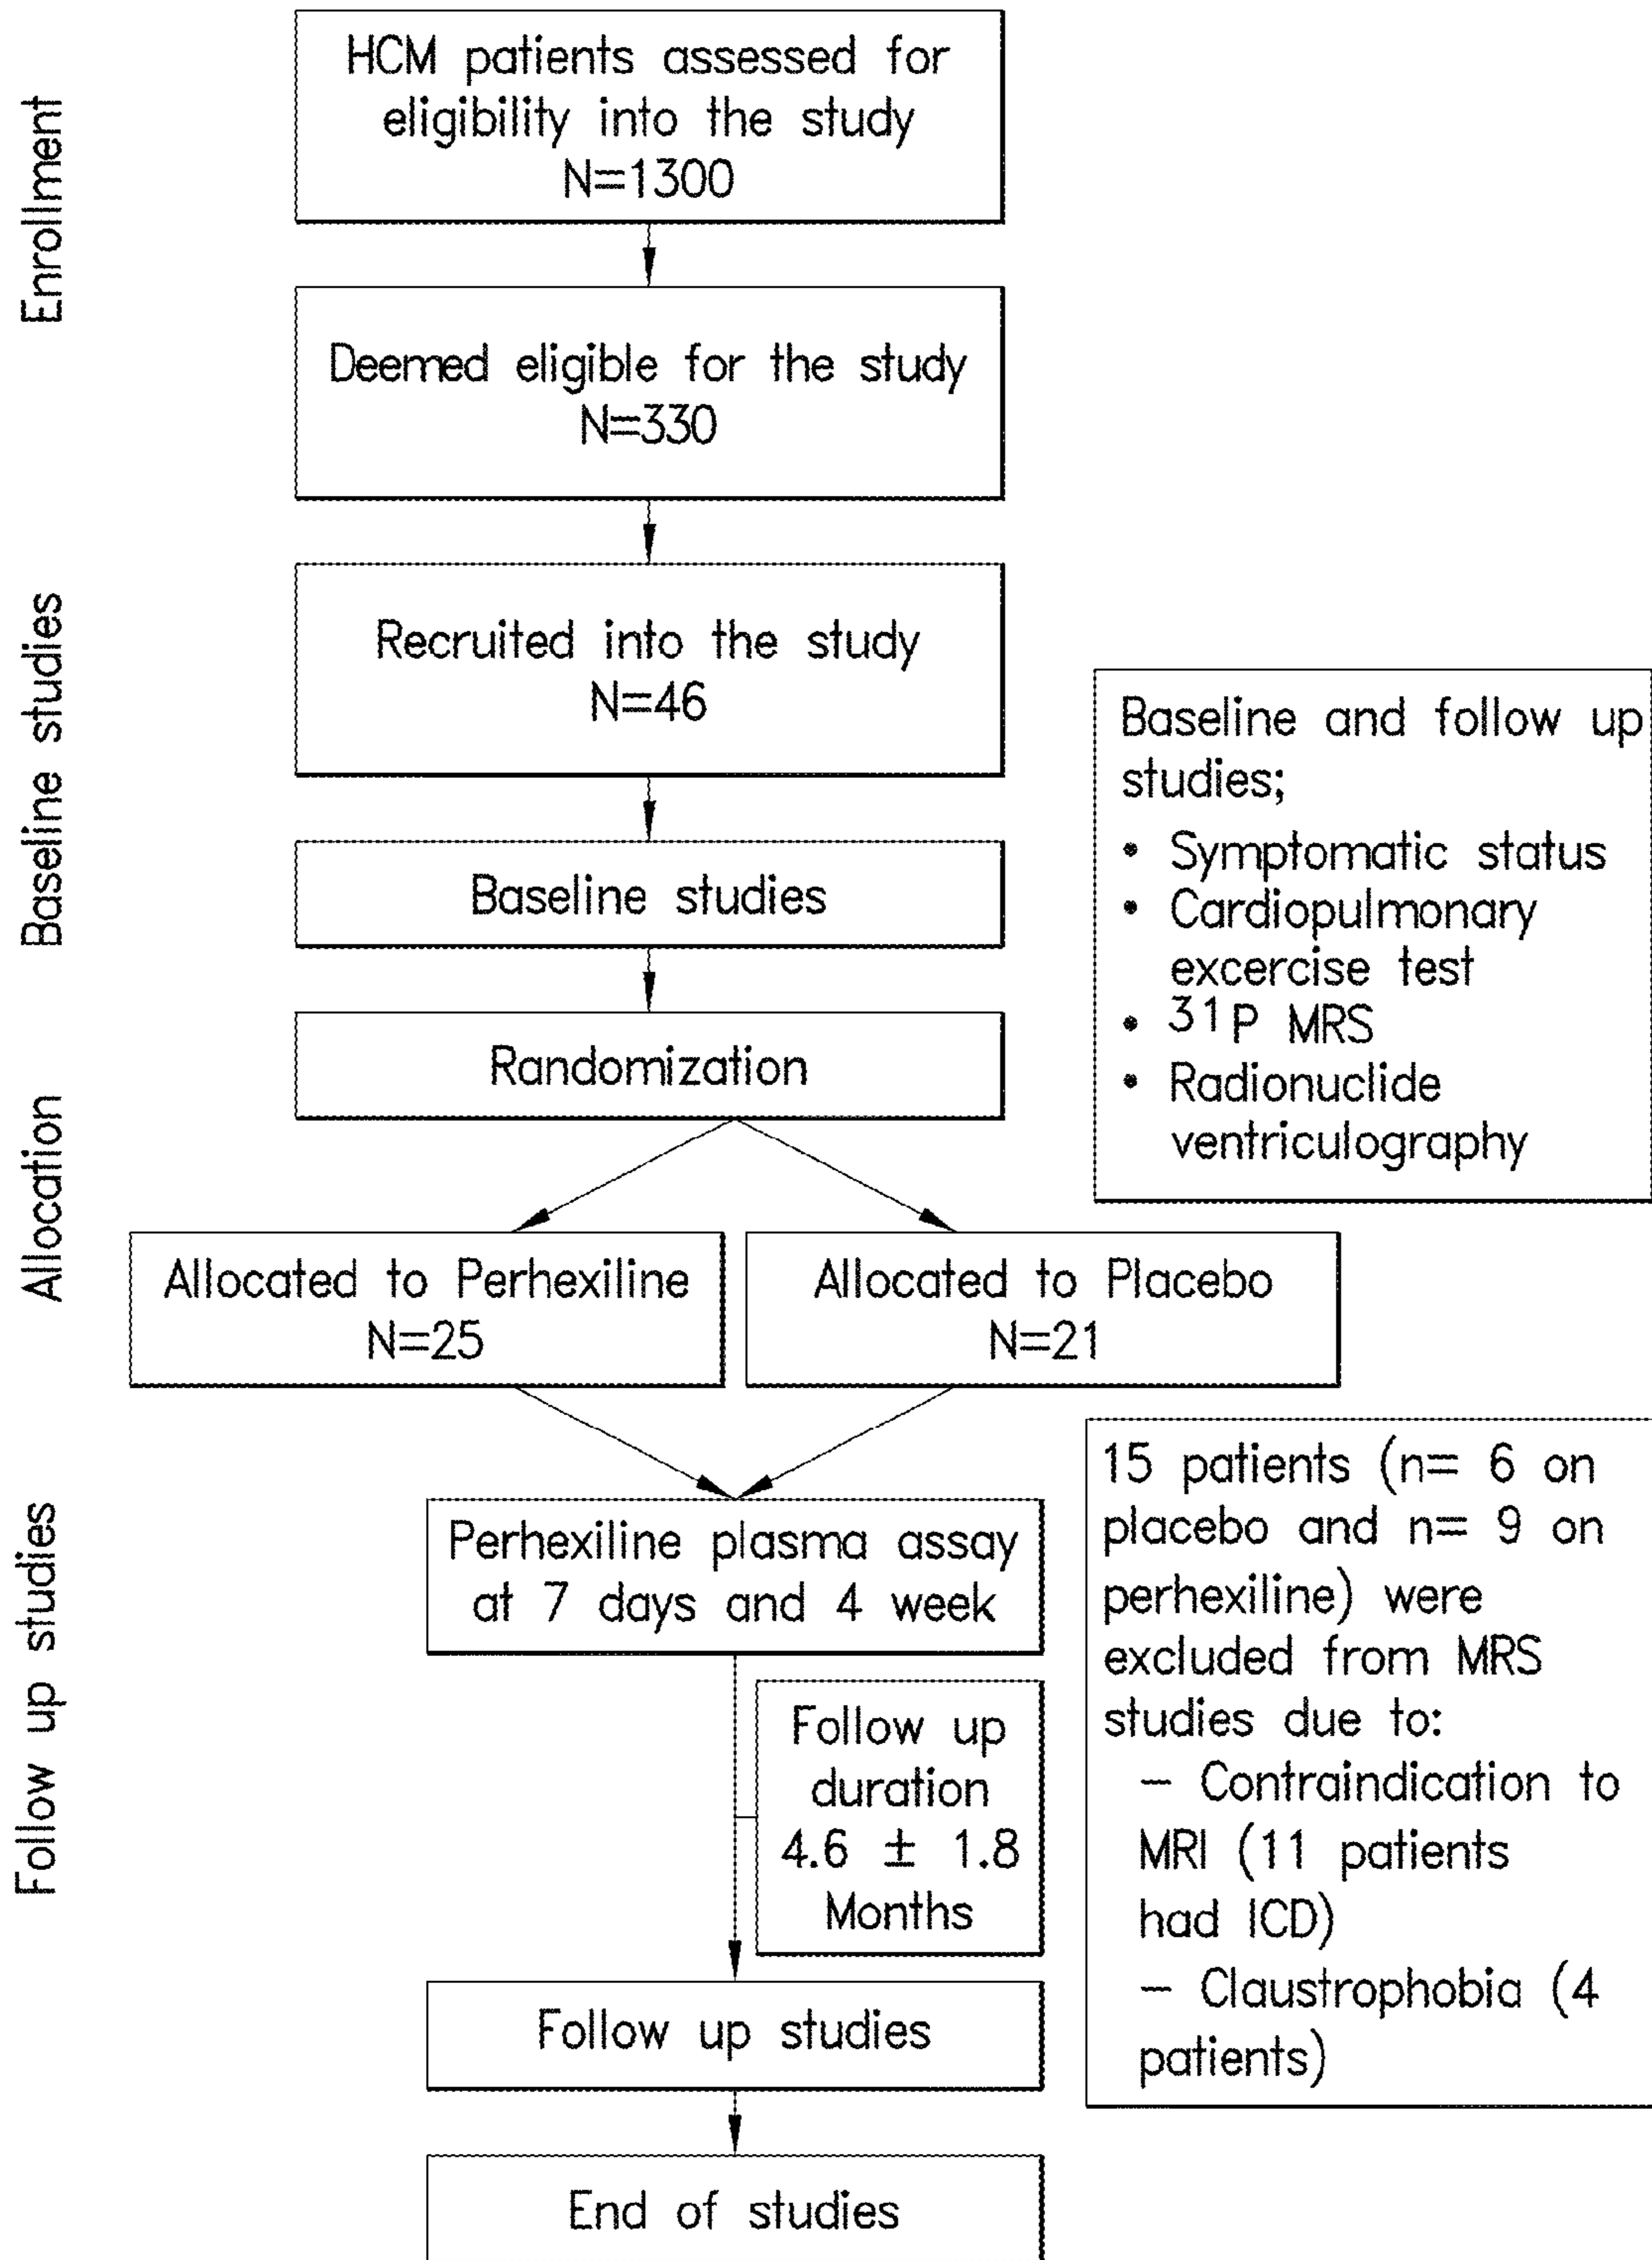 Enrollment
HCM patients assessed for
eligibility into the study
N=1300
Deemed eligible for the study
N=330
Baseline studies
Recruited into the study
N=46
Baseline studies
Baseline and follow up
studies;
• Symptomatic status
• Cardiopulmonary
excercise test
• 31P MRS
• Radionuclide
ventriculography
Allocation
Randomization
Allocated to Perhexiline
N=25
Allocated to Placebo
N=21
Follow up studies
Perhexiline plasma assay
at 7 days and 4 week
Follow up
duration
4.6 ± 1.8
Months
15 patients (n= 6 on
placebo and n= 9 on
perhexiline) were
excluded from MRS
studies due to:
– Contraindication to
MRI (11 patients
had ICD)
– Claustrophobia (4
patients)
Follow up studies
End of studies